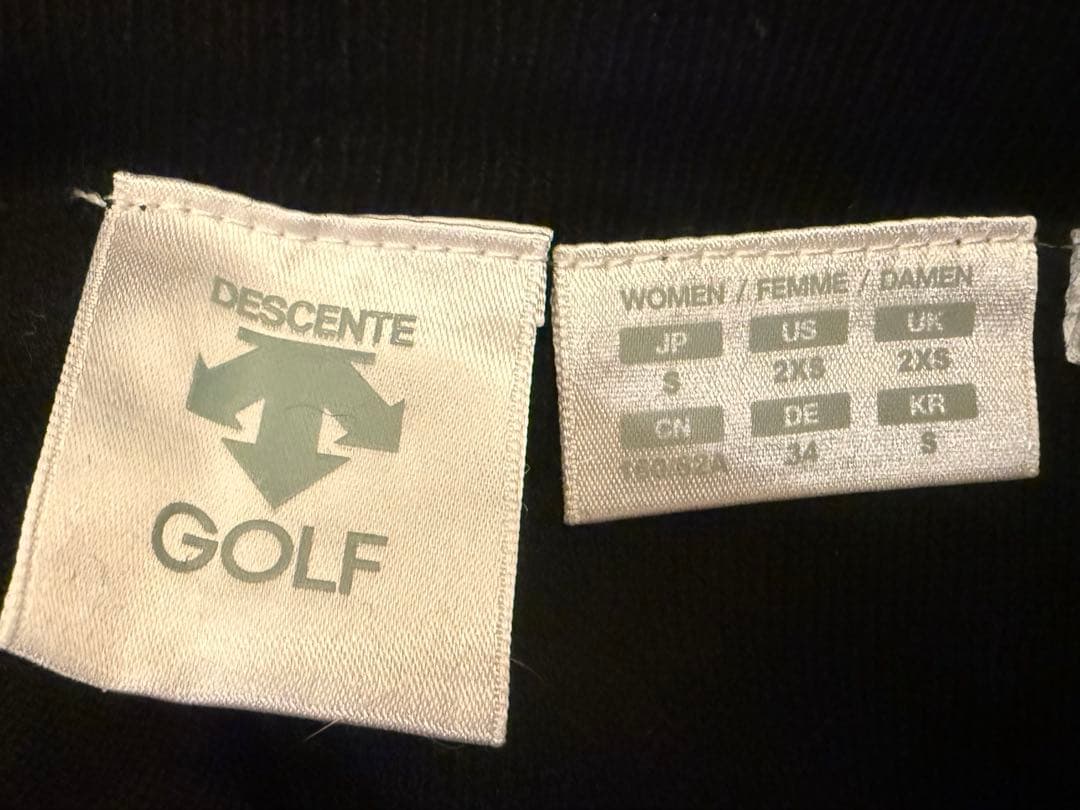 DESCENTE
GOLF
WOMEN / FEMME / DAMEN
JP US UK
S 2XS 2XS
CN DE KR
34 S